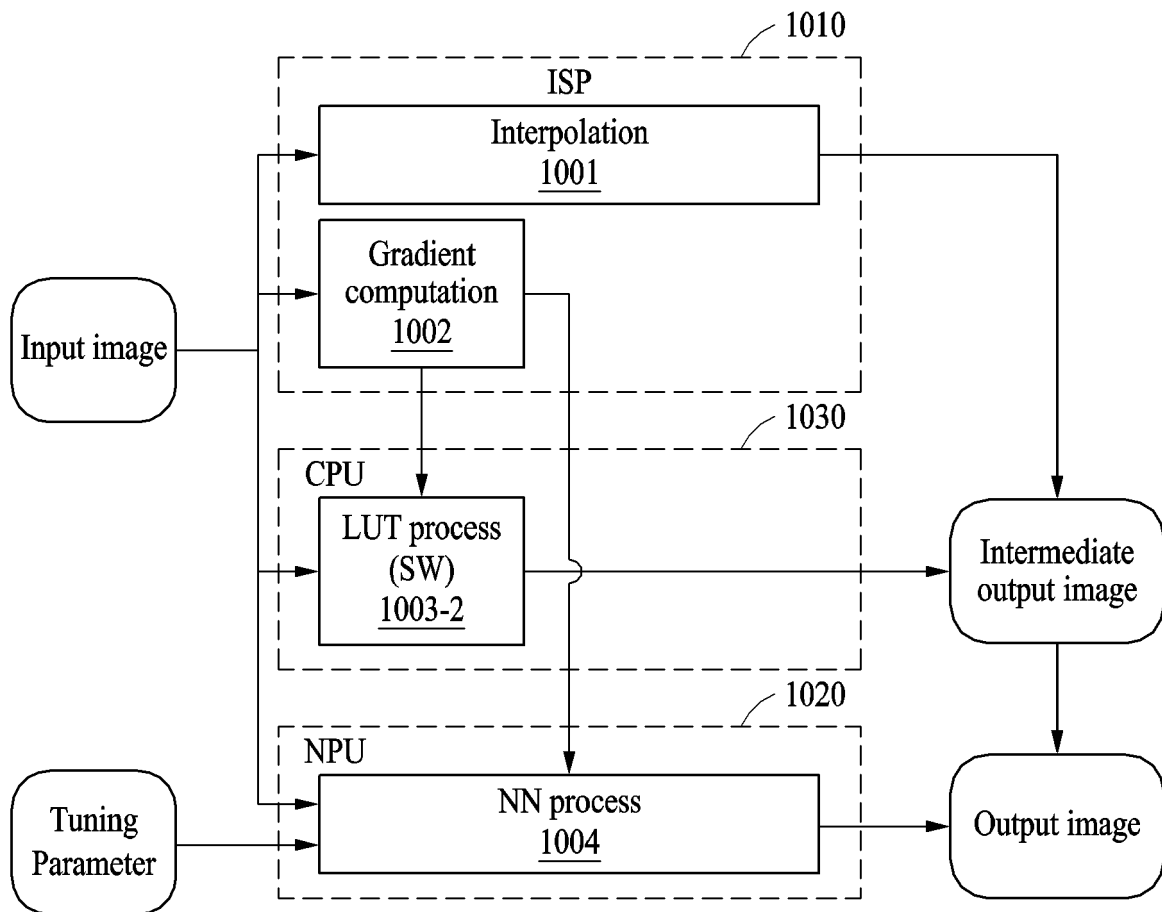 1010
ISP
Interpolation
1001
Gradient
computation
1002
Input image
1030
CPU
LUT process
(SW)
1003-2
Intermediate
output image
1020
NPU
NN process
1004
Tuning
Parameter
Output image